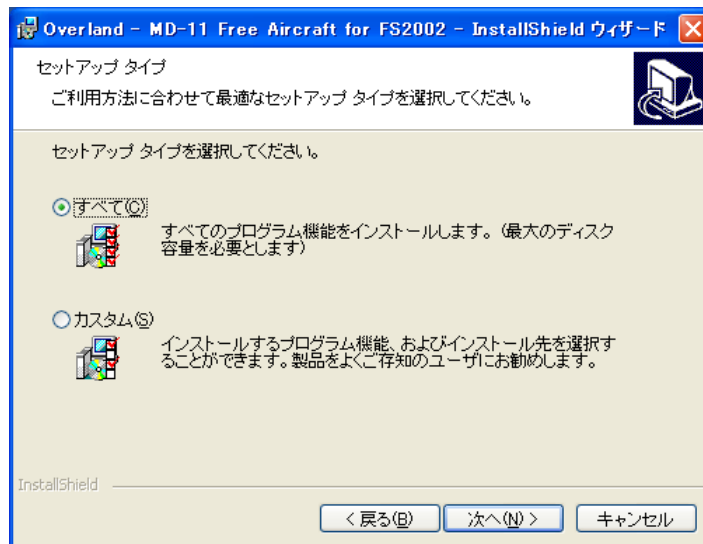 Overland - MD-11 Free Aircraft for FS2002 - InstallShield ウィザード
セットアップ タイプ
ご利用方法に合わせて最適なセットアップ タイプを選択してください。
セットアップ タイプを選択してください。
すべて(C)
すべてのプログラム機能をインストールします。(最大のディスク
容量を必要とします)
カスタム(S)
インストールするプログラム機能、およびインストール先を選択す
ることができます。製品をよくご存知のユーザにお勧めします。
InstallShield
< 戻る(B) 次へ(N) > キャンセル